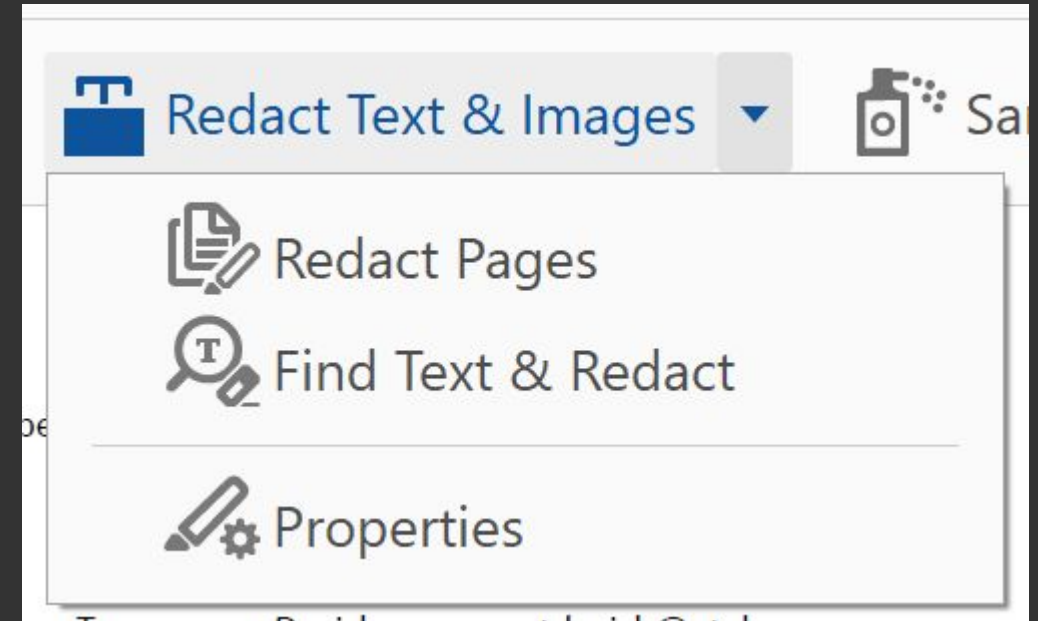 Redact Text & Images
Redact Pages
Find Text & Redact
Properties